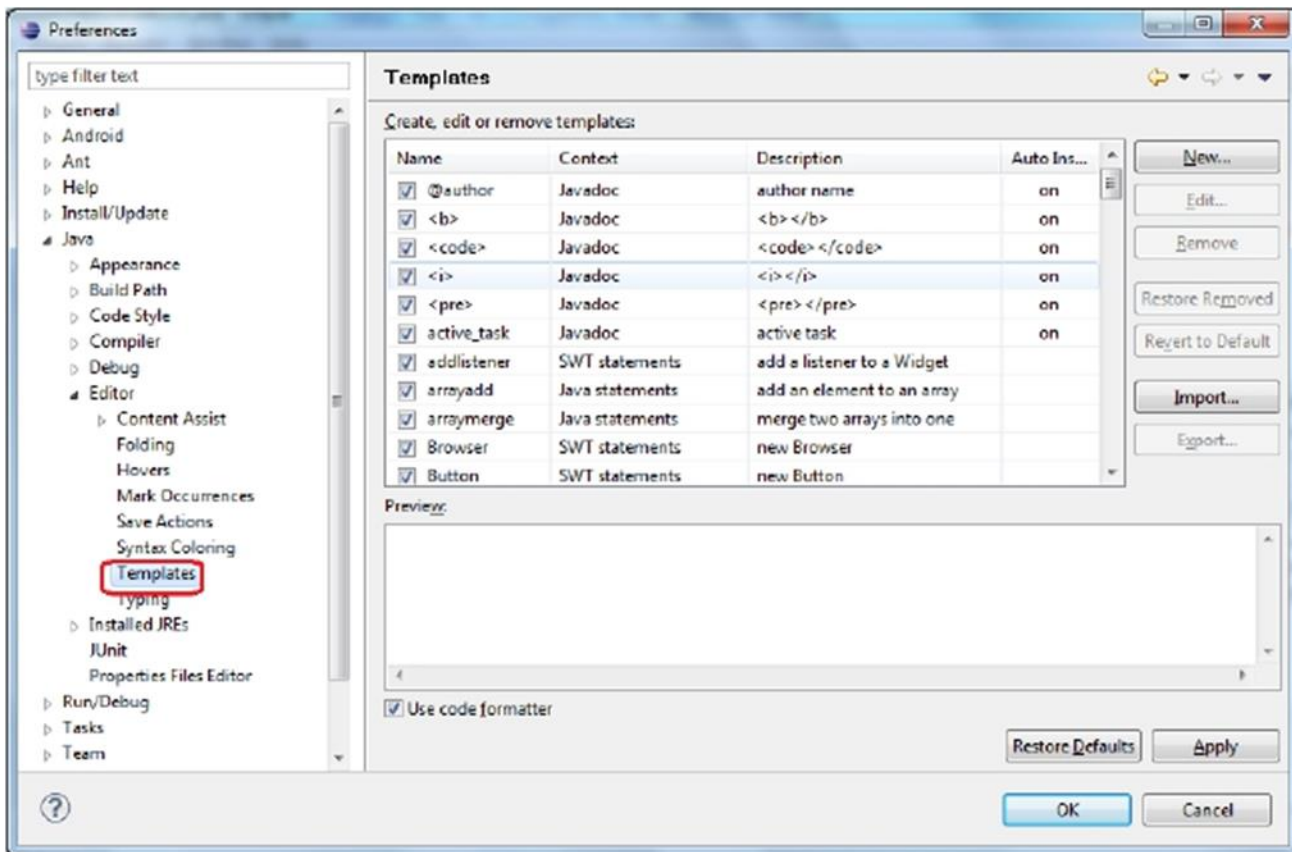 Preferences
type filter text
General
Android
Ant
Help
Install/Update
Java
Appearance
Build Path
Code Style
Compiler
Debug
Editor
Content Assist
Folding
Hovers
Mark Occurrences
Save Actions
Syntax Coloring
Templates
Typing
Installed JREs
JUnit
Properties Files Editor
Run/Debug
Tasks
Team
Templates
Create, edit or remove templates:
Name Context Description Auto Ins...
@author Javadoc author name on
<b> Javadoc <b></b> on
<code> Javadoc <code></code> on
<i> Javadoc <i></i> on
<pre> Javadoc <pre></pre> on
active_task Javadoc active task on
addlistener SWT statements add a listener to a Widget
arrayadd Java statements add an element to an array
arraymerge Java statements merge two arrays into one
Browser SWT statements new Browser
Button SWT statements new Button
New...
Edit...
Remove
Restore Removed
Revert to Default
Import...
Export...
Preview:
Use code formatter
Restore Defaults Apply
OK Cancel